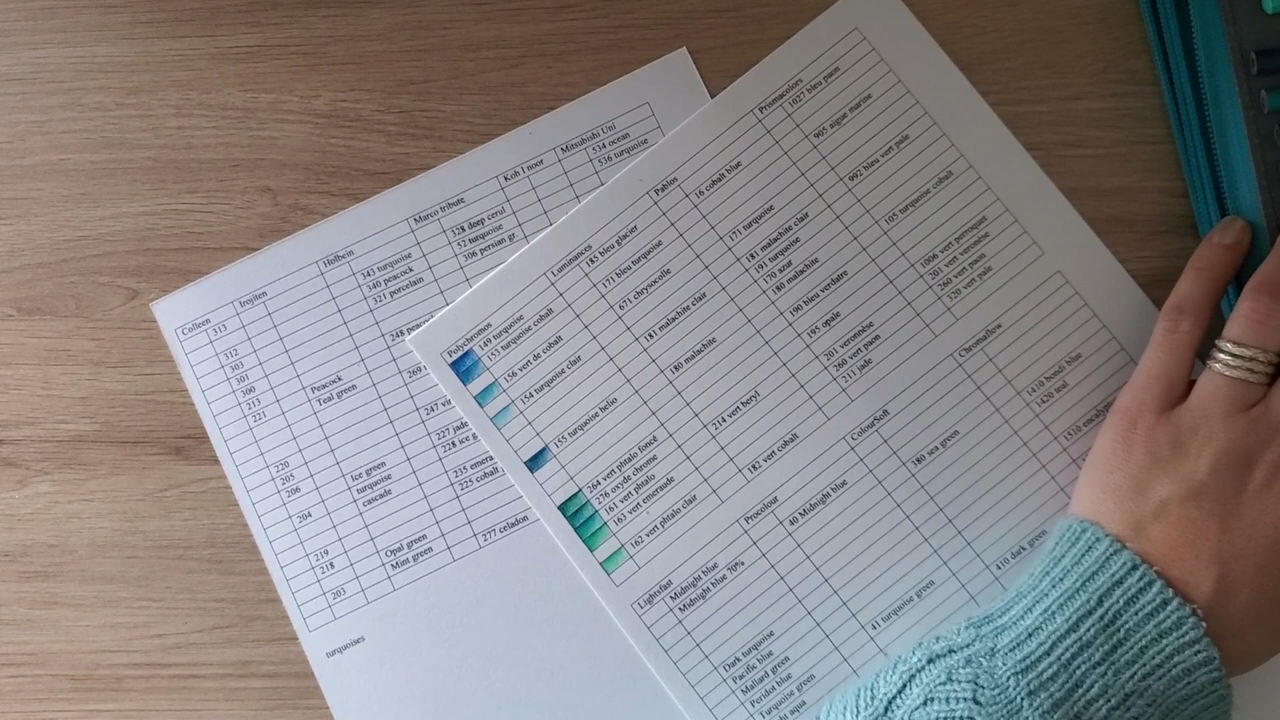 Colleen
313
312
303
301
300
213
221
220
205
206
204
219
218
203
Irojiten
Peacock
Teal green
Ice green
turquoise
cascade
Opal green
Mint green
Holbein
343 turquoise
340 peacock
321 porcelain
248
247
227 jade
228 ice
235
225 cobalt
277 celadon
Marco tribute
328 deep cerul
52 turquoise
306 persian gr
Koh I noor
Mitsubishi Uni
534 ocean
536 turquoise
turquoises
Polychromos
149 turquoise
153 turquoise cobalt
156 vert de cobalt
154 turquoise clair
155 turquoise helio
264 vert phtalo foncé
276 oxyde chrome
161 vert phtalo
163 vert emeraude
162 vert phtalo clair
Luminances
185 bleu glacier
171 bleu turquoise
671 chrysocolle
181 malachite clair
180 malachite
214 vert beryl
182 vert cobalt
Pablos
16 cobalt blue
171 turquoise
181 malachite clair
191 turquoise
170 azur
180 malachite
190 bleu verdatre
195 opale
201 veronnèse
260 vert paon
211 jade
Prismacolors
1027 bleu paon
905 aigue marine
992 bleu vert pale
105 turquoise cobalt
1006 vert perroquet
201 vert veronèse
260 vert paon
320 vert pale
Lightsfast
Midnight blue
Midnight blue 70%
Dark turquoise
Pacific blue
Mallard green
Peridot blue
Turquoise green
aqua
Procolour
40 Midnight blue
41 turquoise green
ColourSoft
380 sea green
410 dark green
Chromaflow
1410 bondi blue
1420 teal
1510